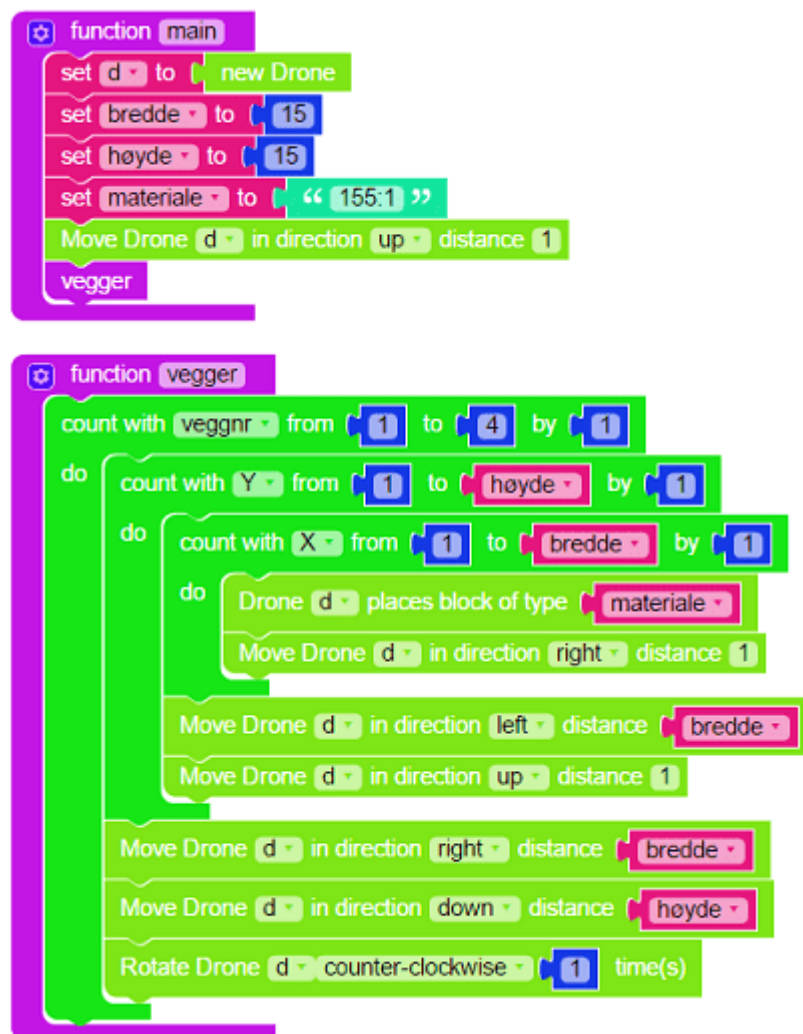 function main
set d to new Drone
set bredde to 15
set høyde to 15
set materiale to “ 155:1 ”
Move Drone d in direction up distance 1
vegger
function vegger
count with veggnr from 1 to 4 by 1
do count with Y from 1 to høyde by 1
do count with X from 1 to bredde by 1
do Drone d places block of type materiale
Move Drone d in direction right distance 1
Move Drone d in direction left distance bredde
Move Drone d in direction up distance 1
Move Drone d in direction right distance bredde
Move Drone d in direction down distance høyde
Rotate Drone d counter-clockwise 1 time(s)